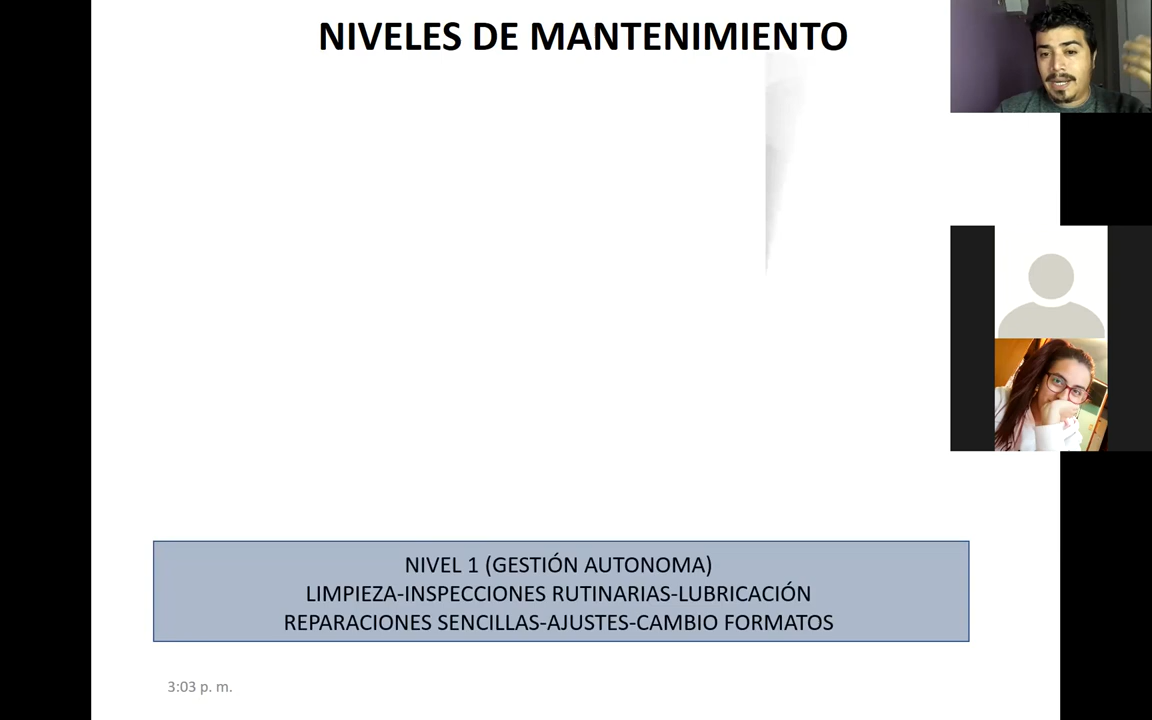 NIVELES DE MANTENIMIENTO
NIVEL 1 (GESTIÓN AUTONOMA)
LIMPIEZA-INSPECCIONES RUTINARIAS-LUBRICACIÓN
REPARACIONES SENCILLAS-AJUSTES-CAMBIO FORMATOS
3:03 p. m.